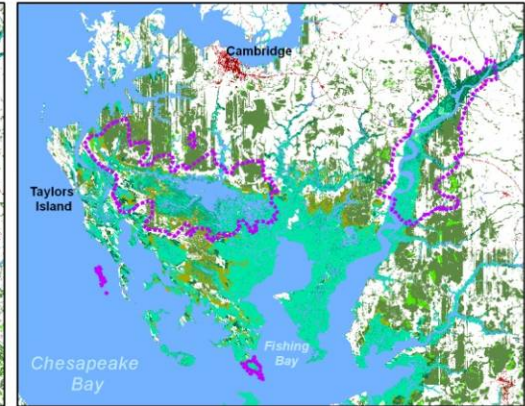 Cambridge
Taylors
Island
Fishing
Bay
Chesapeake
Bay